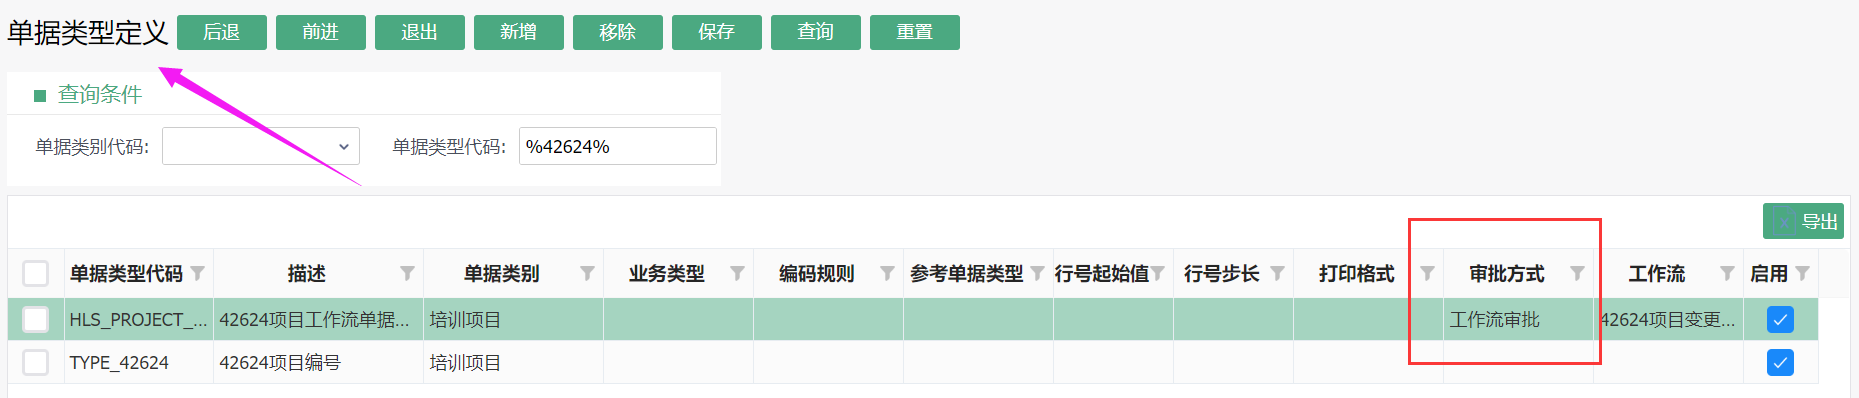 单据类型定义 后退 前进 退出 新增 移除 保存 查询 重置
查询条件
单据类别代码: 单据类型代码: %42624%
导出
单据类型代码 描述 单据类别 业务类型 编码规则 参考单据类型 行号起始值 行号步长 打印格式 审批方式 工作流 启用
HLS_PROJECT_... 42624项目工作流单据... 培训项目 工作流审批 42624项目变更...
TYPE_42624 42624项目编号 培训项目